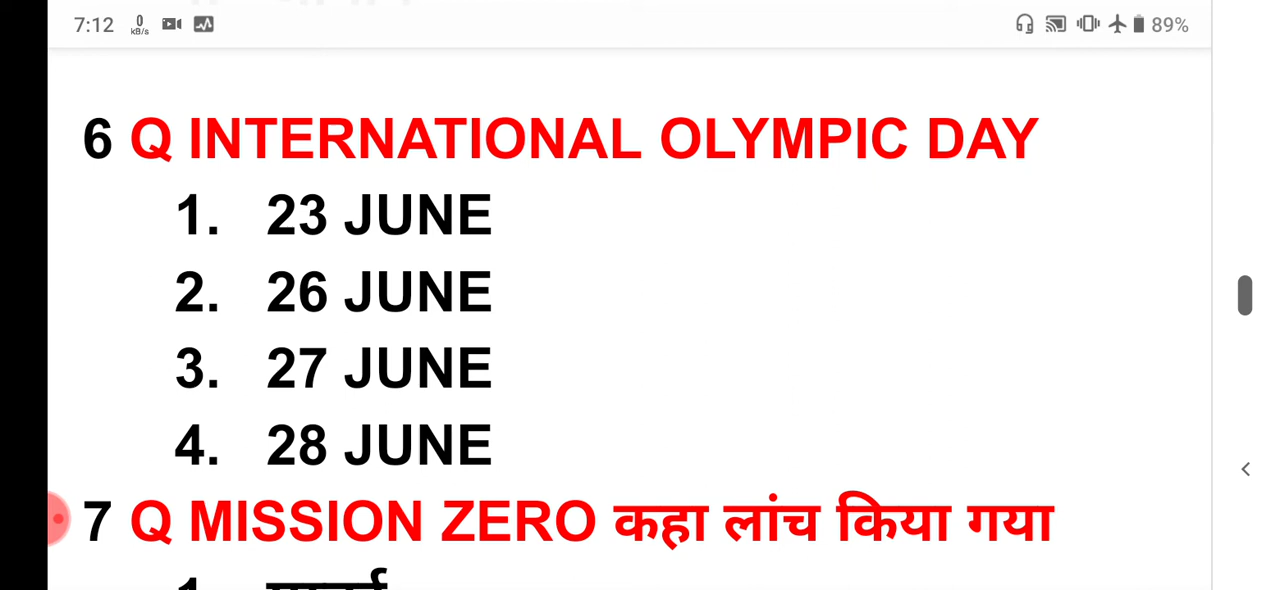 7:12 0 kB/s 89%
6 Q INTERNATIONAL OLYMPIC DAY
1. 23 JUNE
2. 26 JUNE
3. 27 JUNE
4. 28 JUNE
7 Q MISSION ZERO कहा लांच किया गया
1.